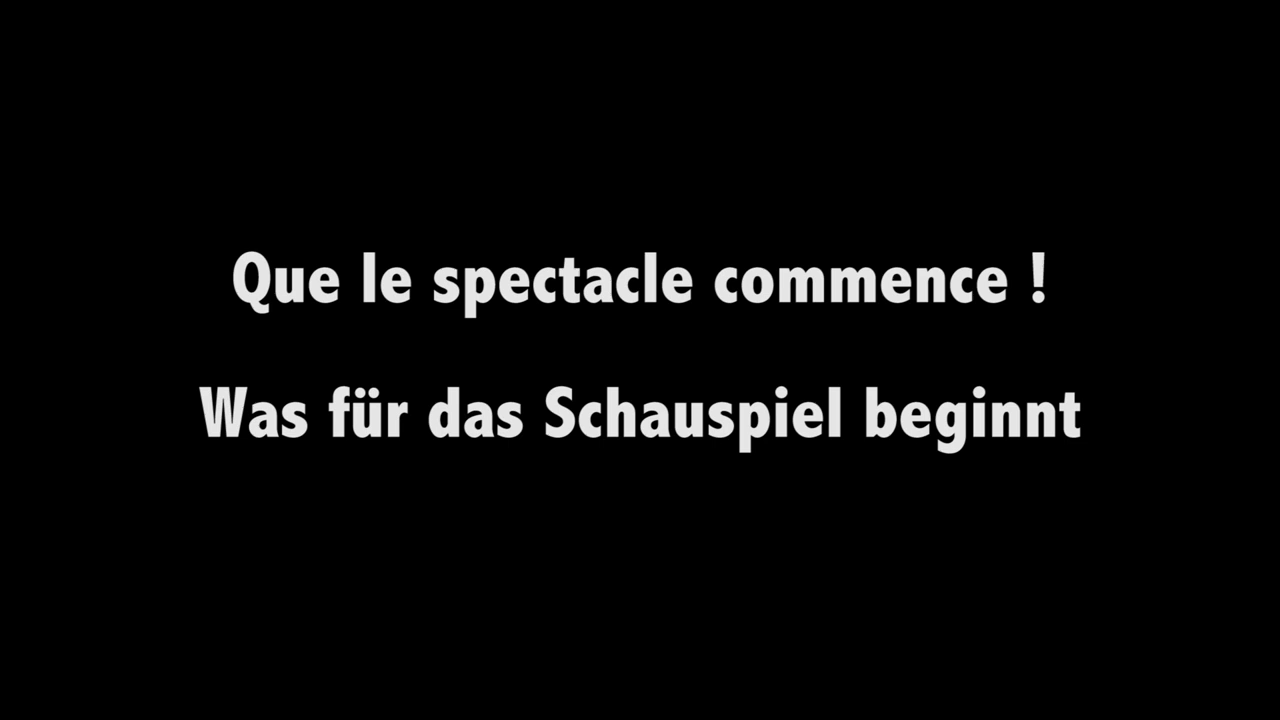 Que le spectacle commence !
Was für das Schauspiel beginnt